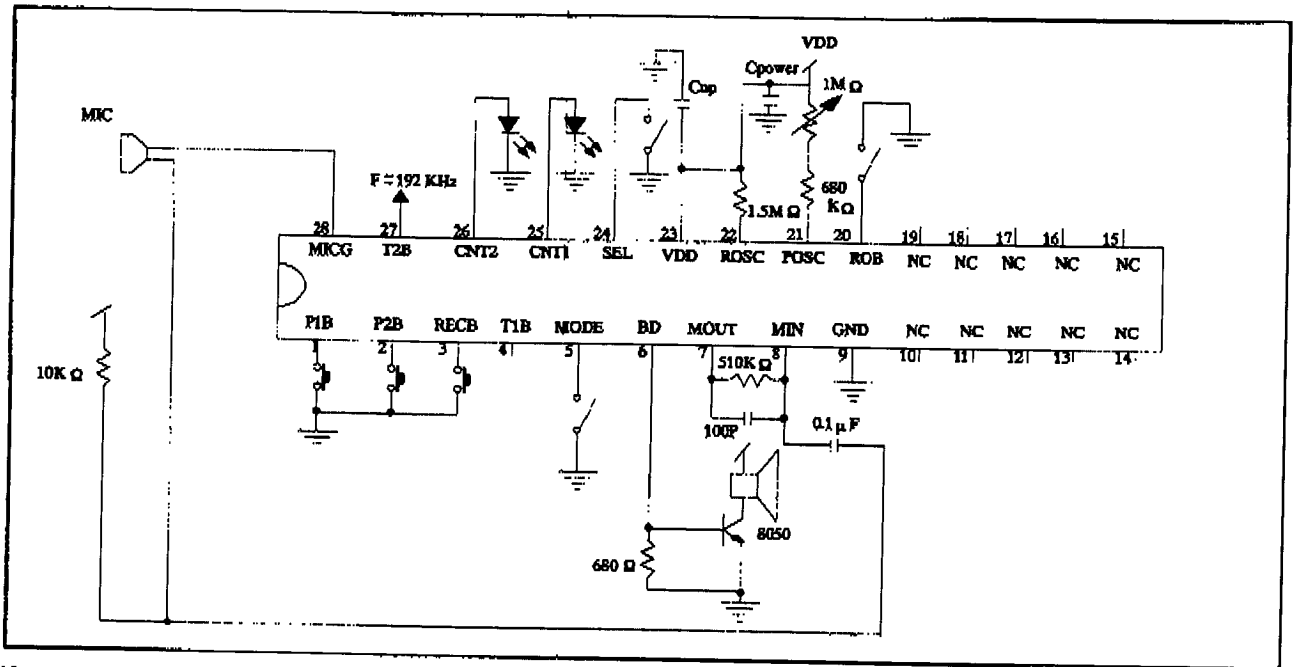 VDD
Cpower
Cup
1M Ω
MIC
F = 192 KHz
680
KΩ
1.5M Ω
28 27 26 25 24 23 22 21 20 19 18 17 16 15
MICG T2B CNT2 CNT1 SEL VDD ROSC POSC ROB NC NC NC NC NC
P1B P2B RECB T1B MODE BD MOUT MIN GND NC NC NC NC NC
1 2 3 4 5 6 7 8 9 10 11 12 13 14
10K Ω
510K Ω
100P
0.1 μ F
8050
680 Ω